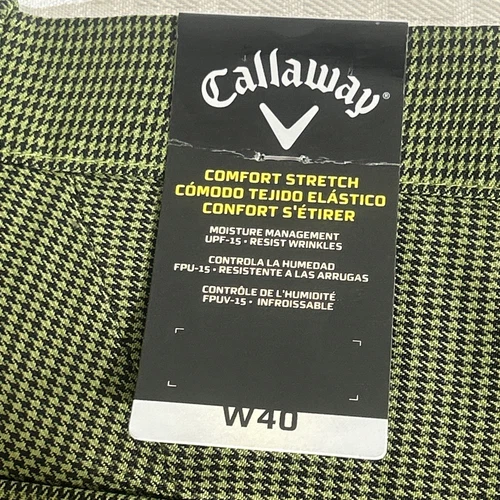 Callaway®
COMFORT STRETCH
CÓMODO TEJIDO ELÁSTICO
CONFORT S'ÉTIRER
MOISTURE MANAGEMENT
UPF-15 • RESIST WRINKLES
CONTROLA LA HUMEDAD
FPU-15 • RESISTENTE A LAS ARRUGAS
CONTRÔLE DE L'HUMIDITÉ
FPUV-15 • INFROISSABLE
W40